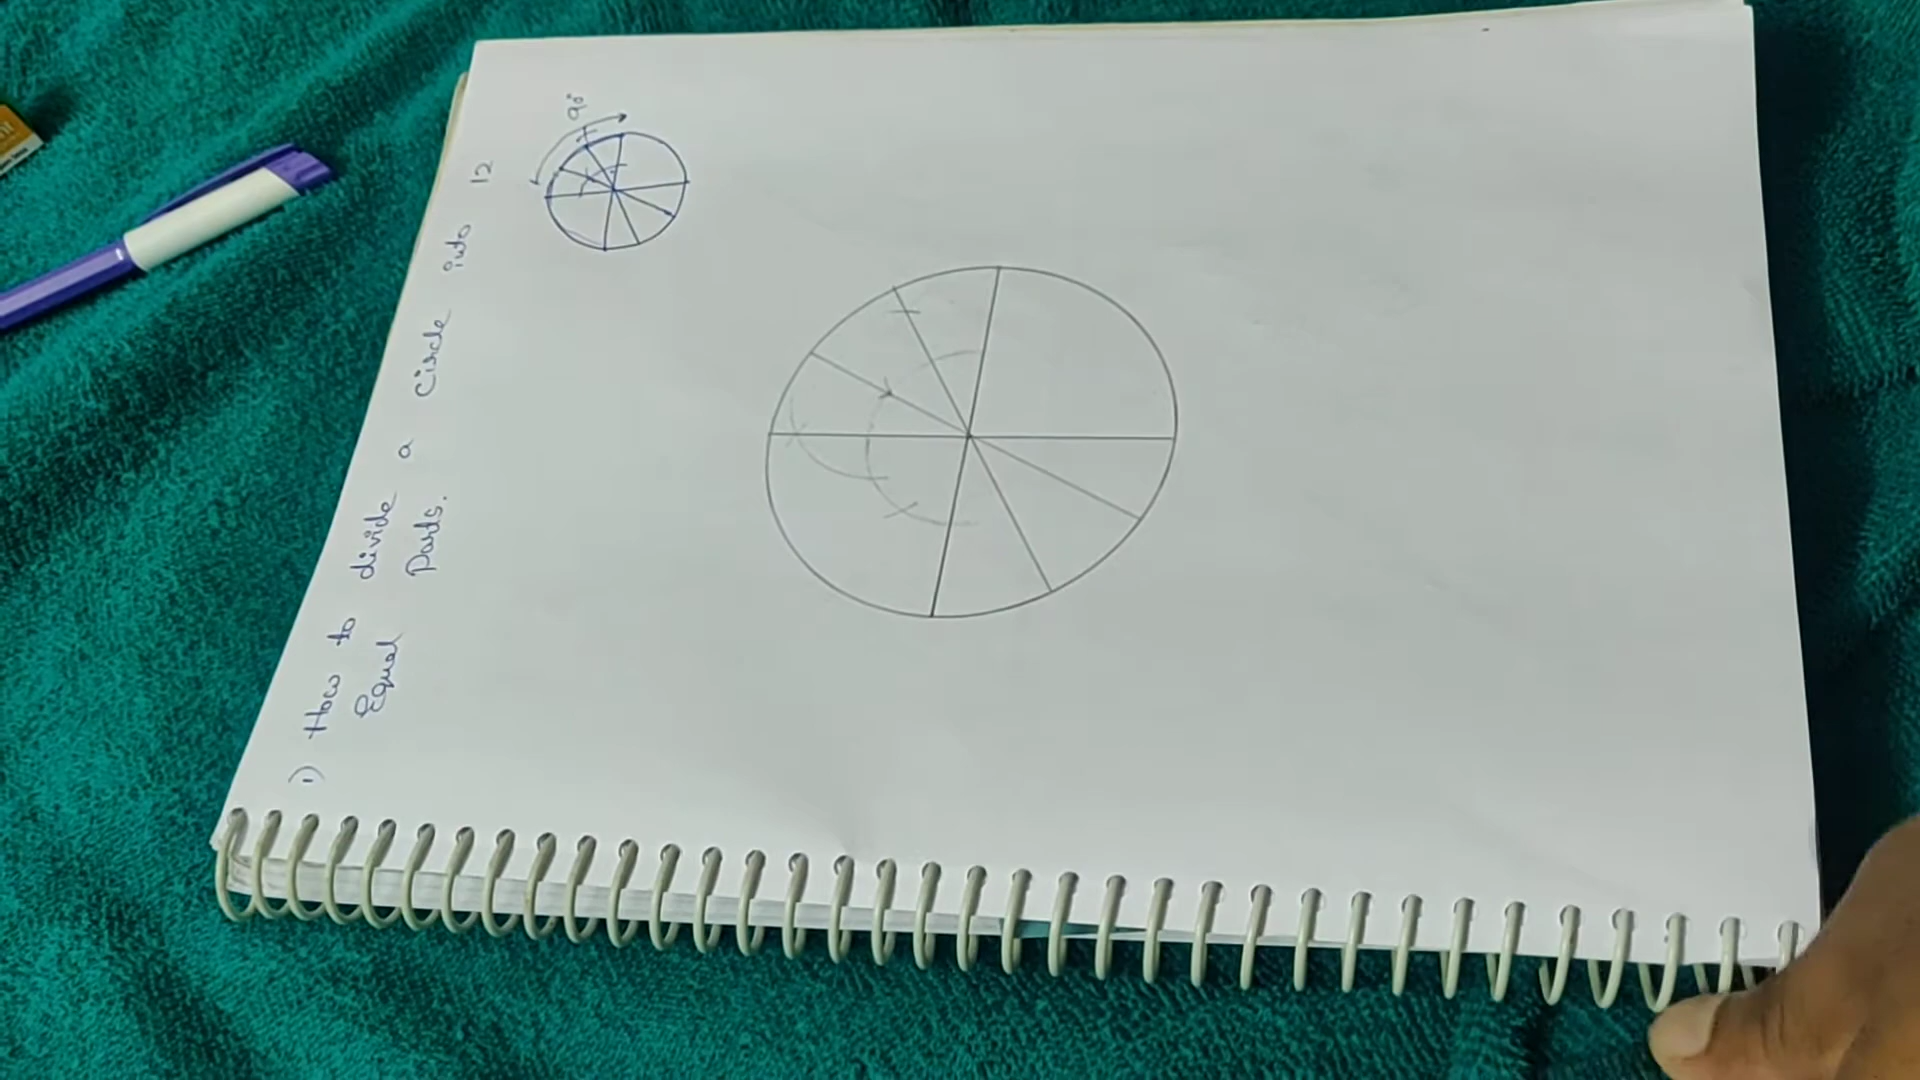 1) How to divide a Circle into 12
Equal Parts.
90°